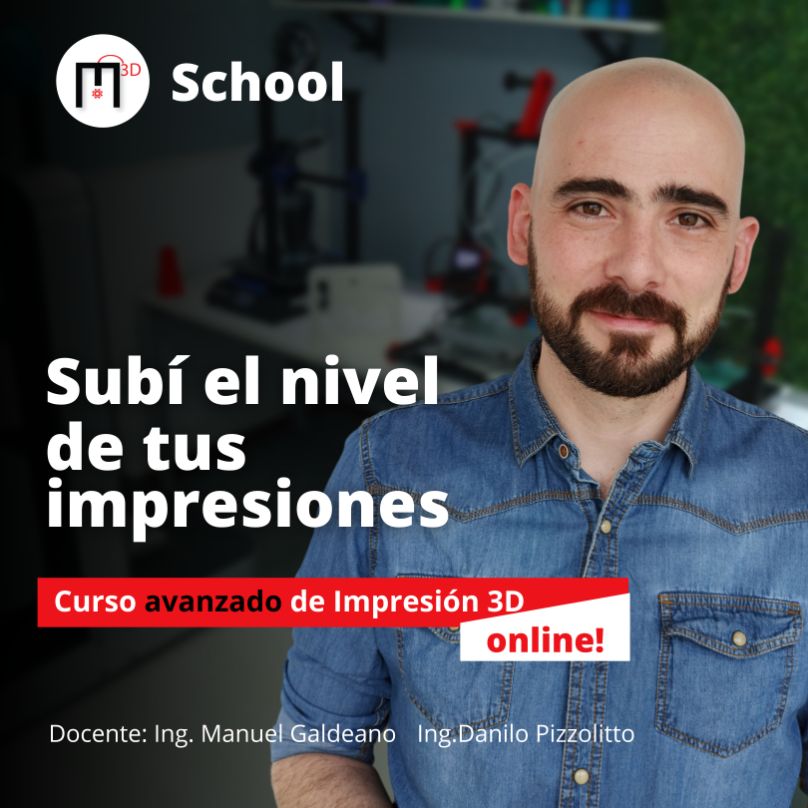 m 3D School
Subí el nivel
de tus
impresiones
Curso avanzado de Impresión 3D
online!
Docente: Ing. Manuel Galdeano Ing.Danilo Pizzolitto